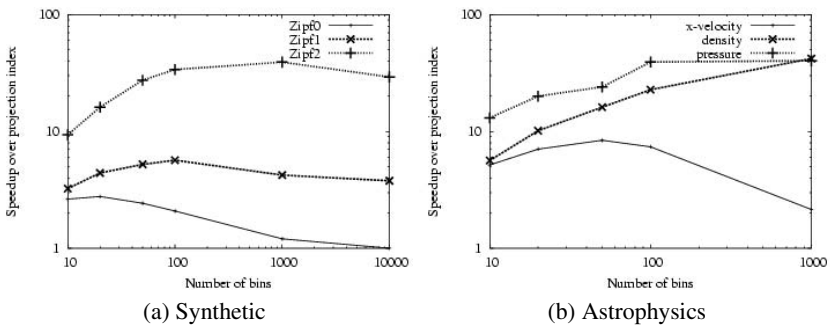 Speedup over projection index
100
10
1
Zipf0
Zipf1
Zipf2
10
100
1000
10000
Number of bins
(a) Synthetic
Speedup over projection index
100
10
1
x-velocity
density
pressure
10
100
1000
Number of bins
(b) Astrophysics